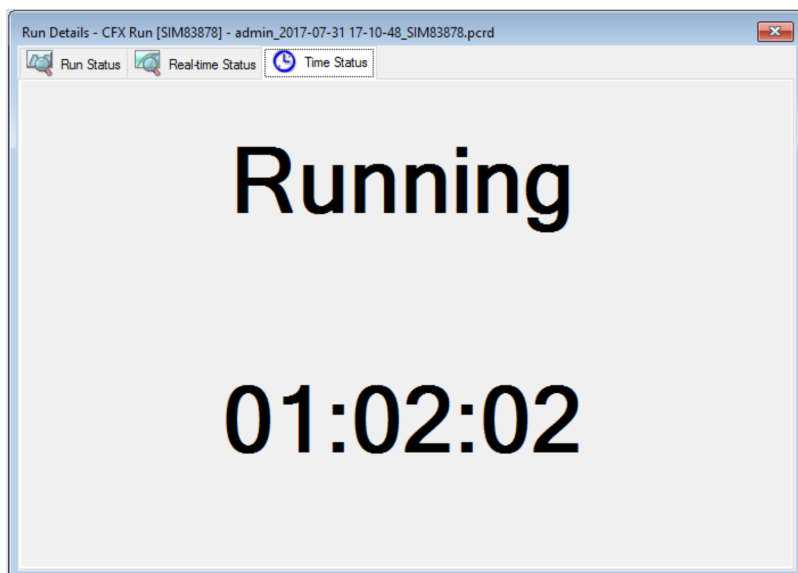 Run Details - CFX Run [SIM83878] - admin_2017-07-31 17-10-48_SIM83878.pcrd
Run Status Real-time Status Time Status
Running
01:02:02